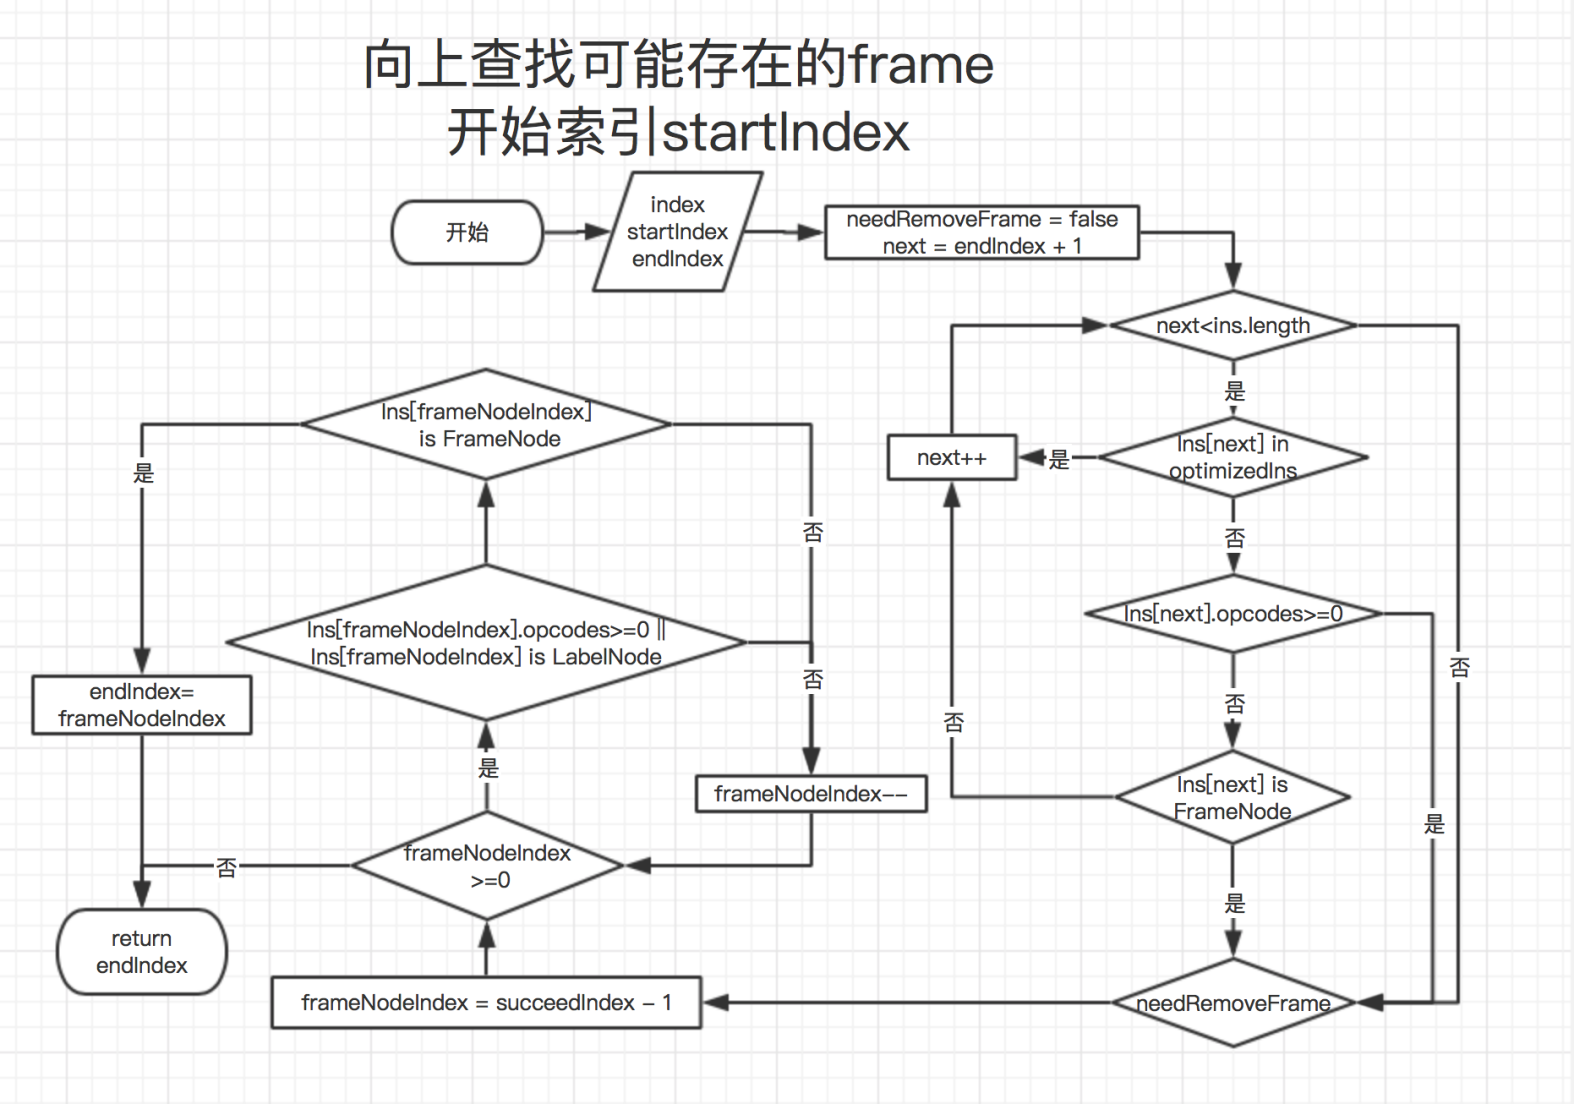 向上查找可能存在的frame
开始索引startIndex
开始
index
startIndex
endIndex
needRemoveFrame = false
next = endIndex + 1
next<ins.length
是
Ins[next] in
optimizedIns
是
next++
否
Ins[next].opcodes>=0
否
是
否
Ins[next] is
FrameNode
否
是
needRemoveFrame
frameNodeIndex = succeedIndex - 1
frameNodeIndex
>=0
否
是
Ins[frameNodeIndex].opcodes>=0 ||
Ins[frameNodeIndex] is LabelNode
否
Ins[frameNodeIndex]
is FrameNode
否
frameNodeIndex--
是
endIndex=
frameNodeIndex
return
endIndex